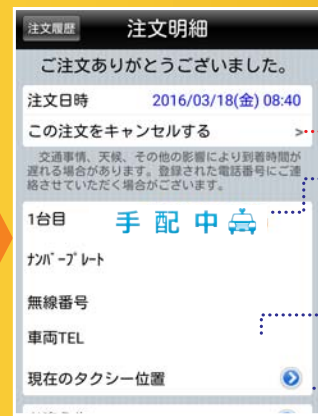 注文履歴 注文明細
ご注文ありがとうございました。
注文日時 2016/03/18(金) 08:40
この注文をキャンセルする >
交通事情、天候、その他の影響により到着時間が
遅れる場合があります。登録された電話番号にご連
絡させていただく場合がございます。
1台目 手配中
ﾅﾝﾊﾞｰﾌﾟﾚｰﾄ
無線番号
車両TEL
現在のタクシー位置